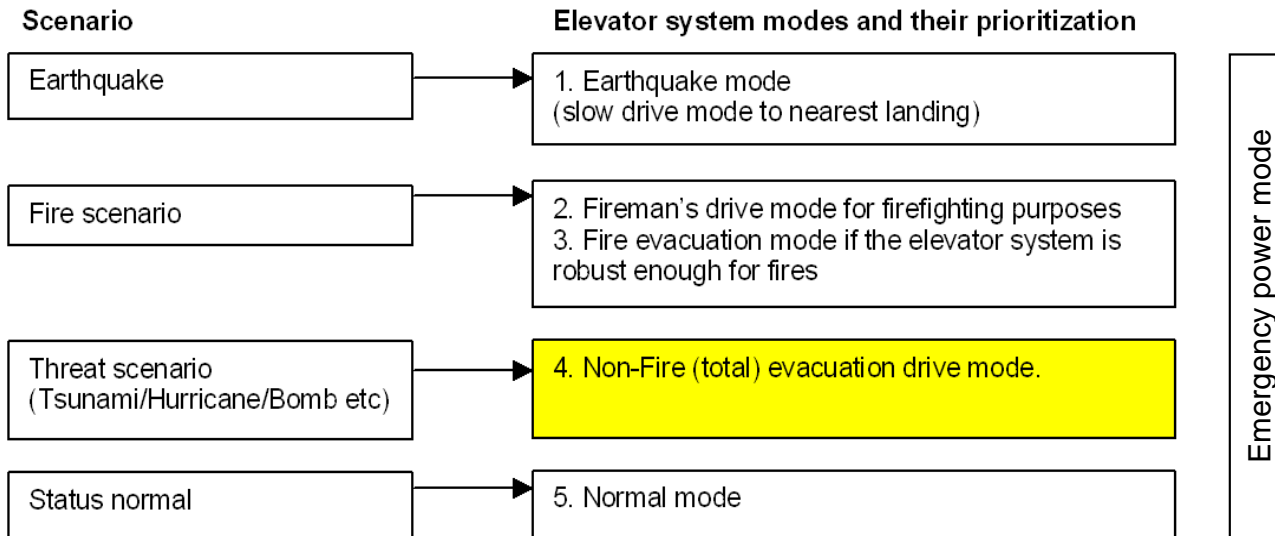 Scenario
Elevator system modes and their prioritization
Earthquake
1. Earthquake mode
(slow drive mode to nearest landing)
Fire scenario
2. Fireman's drive mode for firefighting purposes
3. Fire evacuation mode if the elevator system is
robust enough for fires
Threat scenario
(Tsunami/Hurricane/Bomb etc)
4. Non-Fire (total) evacuation drive mode.
Status normal
5. Normal mode
Emergency power mode